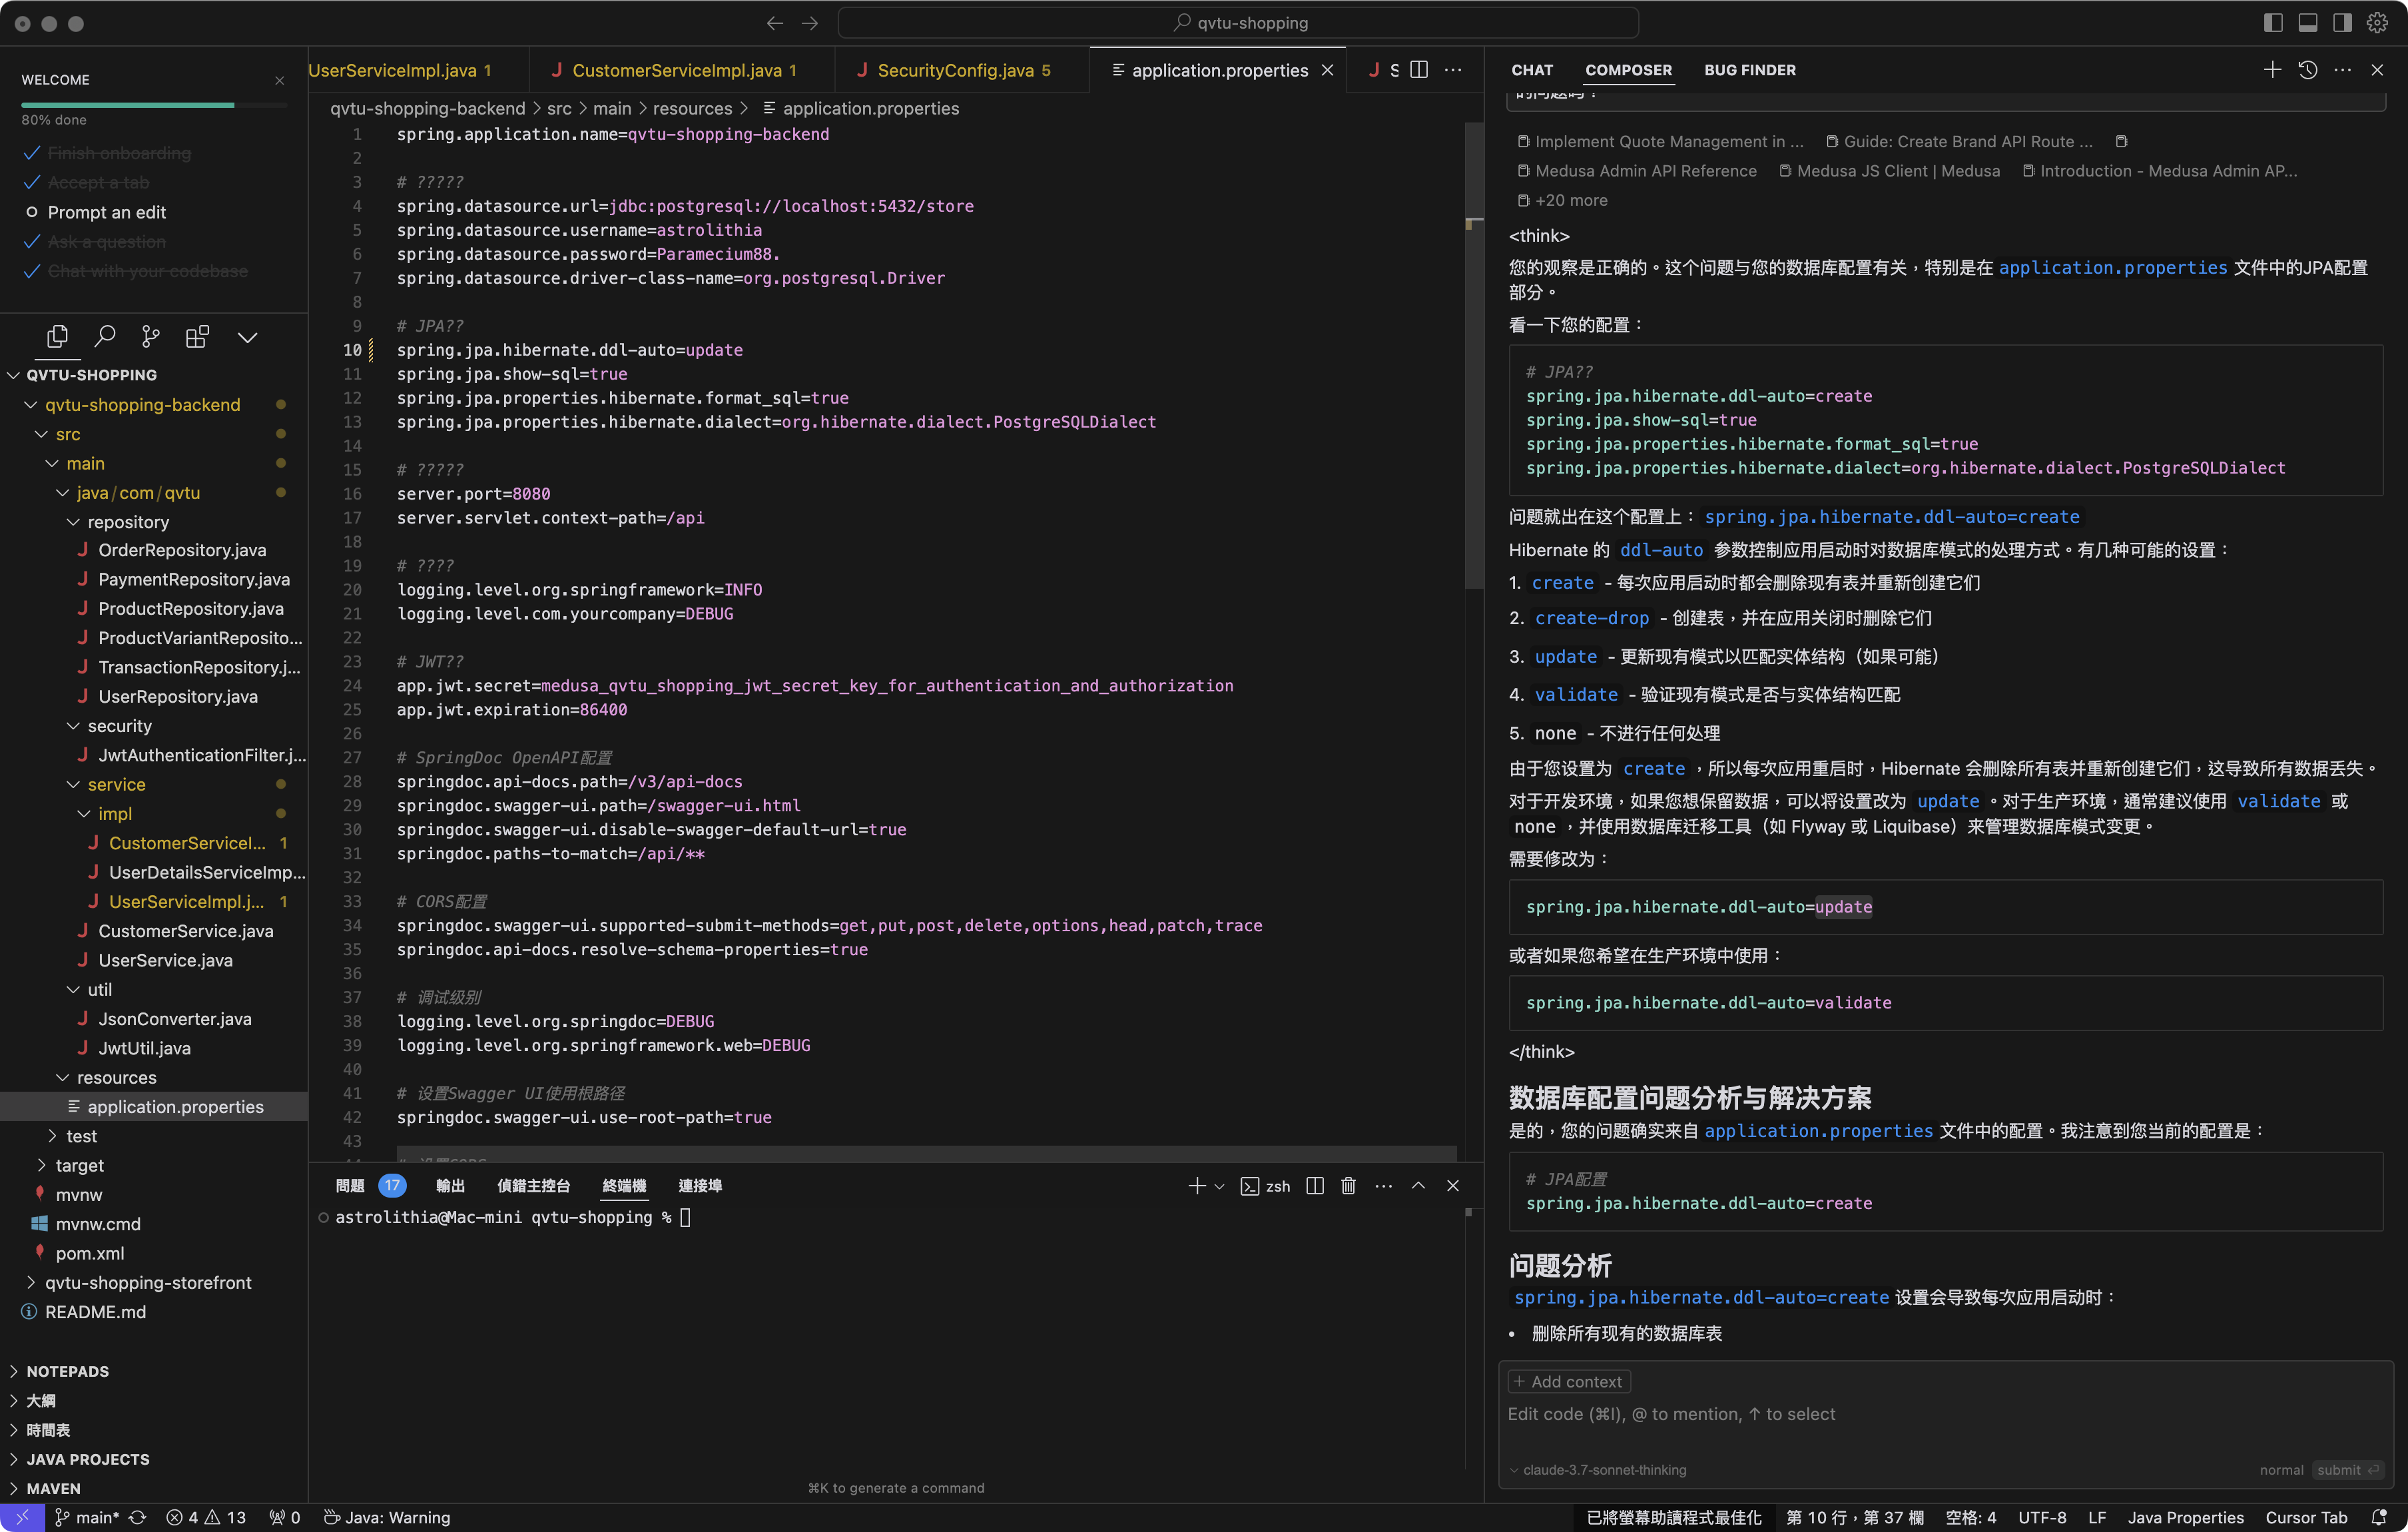 qvtu-shopping
WELCOME
80% done
Finish onboarding
Accept a tab
Prompt an edit
Ask a question
Chat with your codebase
QVTU-SHOPPING
qvtu-shopping-backend
src
main
java/com/qvtu
repository
OrderRepository.java
PaymentRepository.java
ProductRepository.java
ProductVariantReposito...
TransactionRepository.j...
UserRepository.java
security
JwtAuthenticationFilter.j...
service
impl
CustomerServiceI... 1
UserDetailsServiceImp...
UserServiceImpl.j... 1
CustomerService.java
UserService.java
util
JsonConverter.java
JwtUtil.java
resources
application.properties
test
target
mvnw
mvnw.cmd
pom.xml
qvtu-shopping-storefront
README.md
NOTEPADS
大綱
時間表
JAVA PROJECTS
MAVEN
UserServiceImpl.java 1
CustomerServiceImpl.java 1
SecurityConfig.java 5
application.properties
qvtu-shopping-backend > src > main > resources > application.properties
1 spring.application.name=qvtu-shopping-backend
2
3 # ?????
4 spring.datasource.url=jdbc:postgresql://localhost:5432/store
5 spring.datasource.username=astrolithia
6 spring.datasource.password=Paramecium88.
7 spring.datasource.driver-class-name=org.postgresql.Driver
8
9 # JPA??
10 spring.jpa.hibernate.ddl-auto=update
11 spring.jpa.show-sql=true
12 spring.jpa.properties.hibernate.format_sql=true
13 spring.jpa.properties.hibernate.dialect=org.hibernate.dialect.PostgreSQLDialect
14
15 # ?????
16 server.port=8080
17 server.servlet.context-path=/api
18
19 # ????
20 logging.level.org.springframework=INFO
21 logging.level.com.yourcompany=DEBUG
22
23 # JWT??
24 app.jwt.secret=medusa_qvtu_shopping_jwt_secret_key_for_authentication_and_authorization
25 app.jwt.expiration=86400
26
27 # SpringDoc OpenAPI配置
28 springdoc.api-docs.path=/v3/api-docs
29 springdoc.swagger-ui.path=/swagger-ui.html
30 springdoc.swagger-ui.disable-swagger-default-url=true
31 springdoc.paths-to-match=/api/**
32
33 # CORS配置
34 springdoc.swagger-ui.supported-submit-methods=get,put,post,delete,options,head,patch,trace
35 springdoc.api-docs.resolve-schema-properties=true
36
37 # 调试级别
38 logging.level.org.springdoc=DEBUG
39 logging.level.org.springframework.web=DEBUG
40
41 # 设置Swagger UI使用根路径
42 springdoc.swagger-ui.use-root-path=true
43
問題 17 輸出 偵錯主控台 終端機 連接埠
zsh
astrolithia@Mac-mini qvtu-shopping %
⌘K to generate a command
CHAT COMPOSER BUG FINDER
Implement Quote Management in ... Guide: Create Brand API Route ...
Medusa Admin API Reference Medusa JS Client | Medusa Introduction - Medusa Admin AP...
+20 more
<think>
您的观察是正确的。这个问题与您的数据库配置有关，特别是在 application.properties 文件中的JPA配置
部分。
看一下您的配置：
# JPA??
spring.jpa.hibernate.ddl-auto=create
spring.jpa.show-sql=true
spring.jpa.properties.hibernate.format_sql=true
spring.jpa.properties.hibernate.dialect=org.hibernate.dialect.PostgreSQLDialect
问题就出在这个配置上：spring.jpa.hibernate.ddl-auto=create
Hibernate 的 ddl-auto 参数控制应用启动时对数据库模式的处理方式。有几种可能的设置：
1. create - 每次应用启动时都会删除现有表并重新创建它们
2. create-drop - 创建表，并在应用关闭时删除它们
3. update - 更新现有模式以匹配实体结构（如果可能）
4. validate - 验证现有模式是否与实体结构匹配
5. none - 不进行任何处理
由于您设置为 create ，所以每次应用重启时，Hibernate 会删除所有表并重新创建它们，这导致所有数据丢失。
对于开发环境，如果您想保留数据，可以将设置改为 update 。对于生产环境，通常建议使用 validate 或
none ，并使用数据库迁移工具（如 Flyway 或 Liquibase）来管理数据库模式变更。
需要修改为：
spring.jpa.hibernate.ddl-auto=update
或者如果您希望在生产环境中使用：
spring.jpa.hibernate.ddl-auto=validate
</think>
数据库配置问题分析与解决方案
是的，您的问题确实来自 application.properties 文件中的配置。我注意到您当前的配置是：
# JPA配置
spring.jpa.hibernate.ddl-auto=create
问题分析
spring.jpa.hibernate.ddl-auto=create 设置会导致每次应用启动时：
• 删除所有现有的数据库表
+ Add context
Edit code (⌘I), @ to mention, ↑ to select
claude-3.7-sonnet-thinking
normal submit
main* 4 13 0 Java: Warning
已將螢幕助讀程式最佳化 第 10 行，第 37 欄 空格: 4 UTF-8 LF Java Properties Cursor Tab